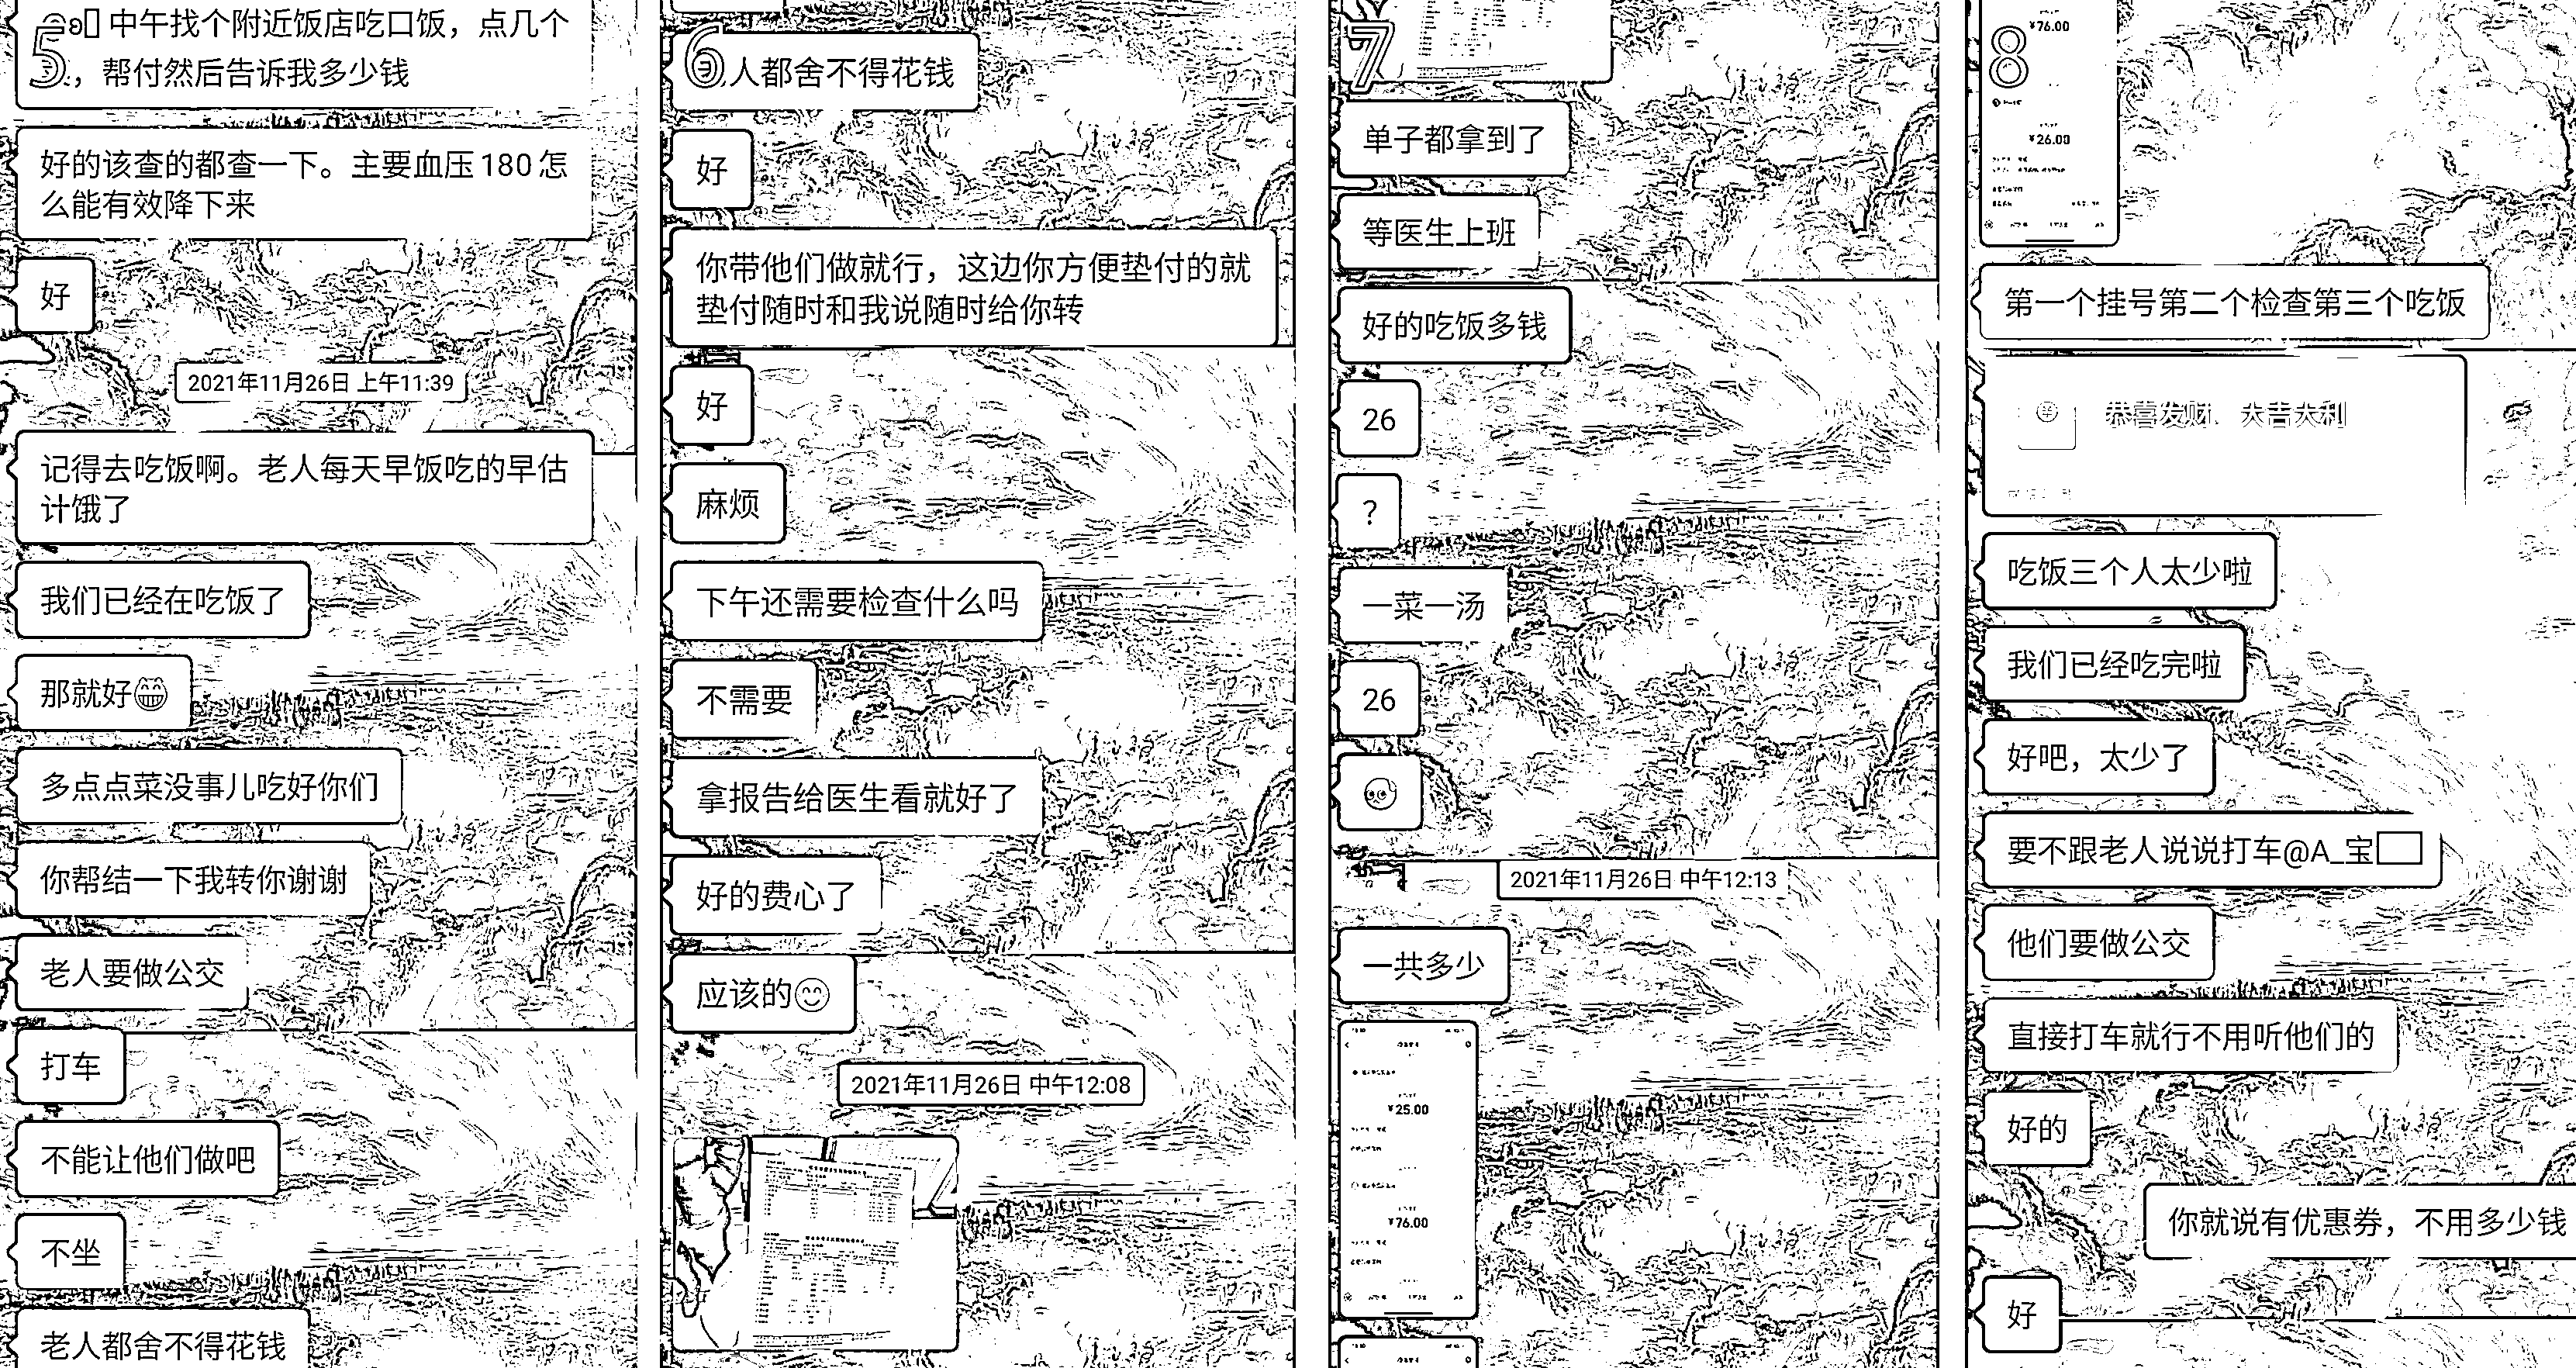 5
中午找个附近饭店吃口饭，点几个
，帮付然后告诉我多少钱
好的该查的都查一下。主要血压180怎
么能有效降下来
好
2021年11月26日 上午11:39
记得去吃饭啊。老人每天早饭吃的早估
计饿了
我们已经在吃饭了
那就好😁
多点点菜没事儿吃好你们
你帮结一下我转你谢谢
老人要做公交
打车
不能让他们做吧
不坐
老人都舍不得花钱
6
人都舍不得花钱
好
你带他们做就行，这边你方便垫付的就
垫付随时和我说随时给你转
好
麻烦
下午还需要检查什么吗
不需要
拿报告给医生看就好了
好的费心了
应该的😊
2021年11月26日 中午12:08
7
单子都拿到了
等医生上班
好的吃饭多钱
26
？
一菜一汤
26
2021年11月26日 中午12:13
一共多少
¥25.00
¥76.00
8
¥76.00
¥26.00
第一个挂号第二个检查第三个吃饭
恭喜发财，大吉大利
吃饭三个人太少啦
我们已经吃完啦
好吧，太少了
要不跟老人说说打车@A_宝
他们要做公交
直接打车就行不用听他们的
好的
你就说有优惠券，不用多少钱
好